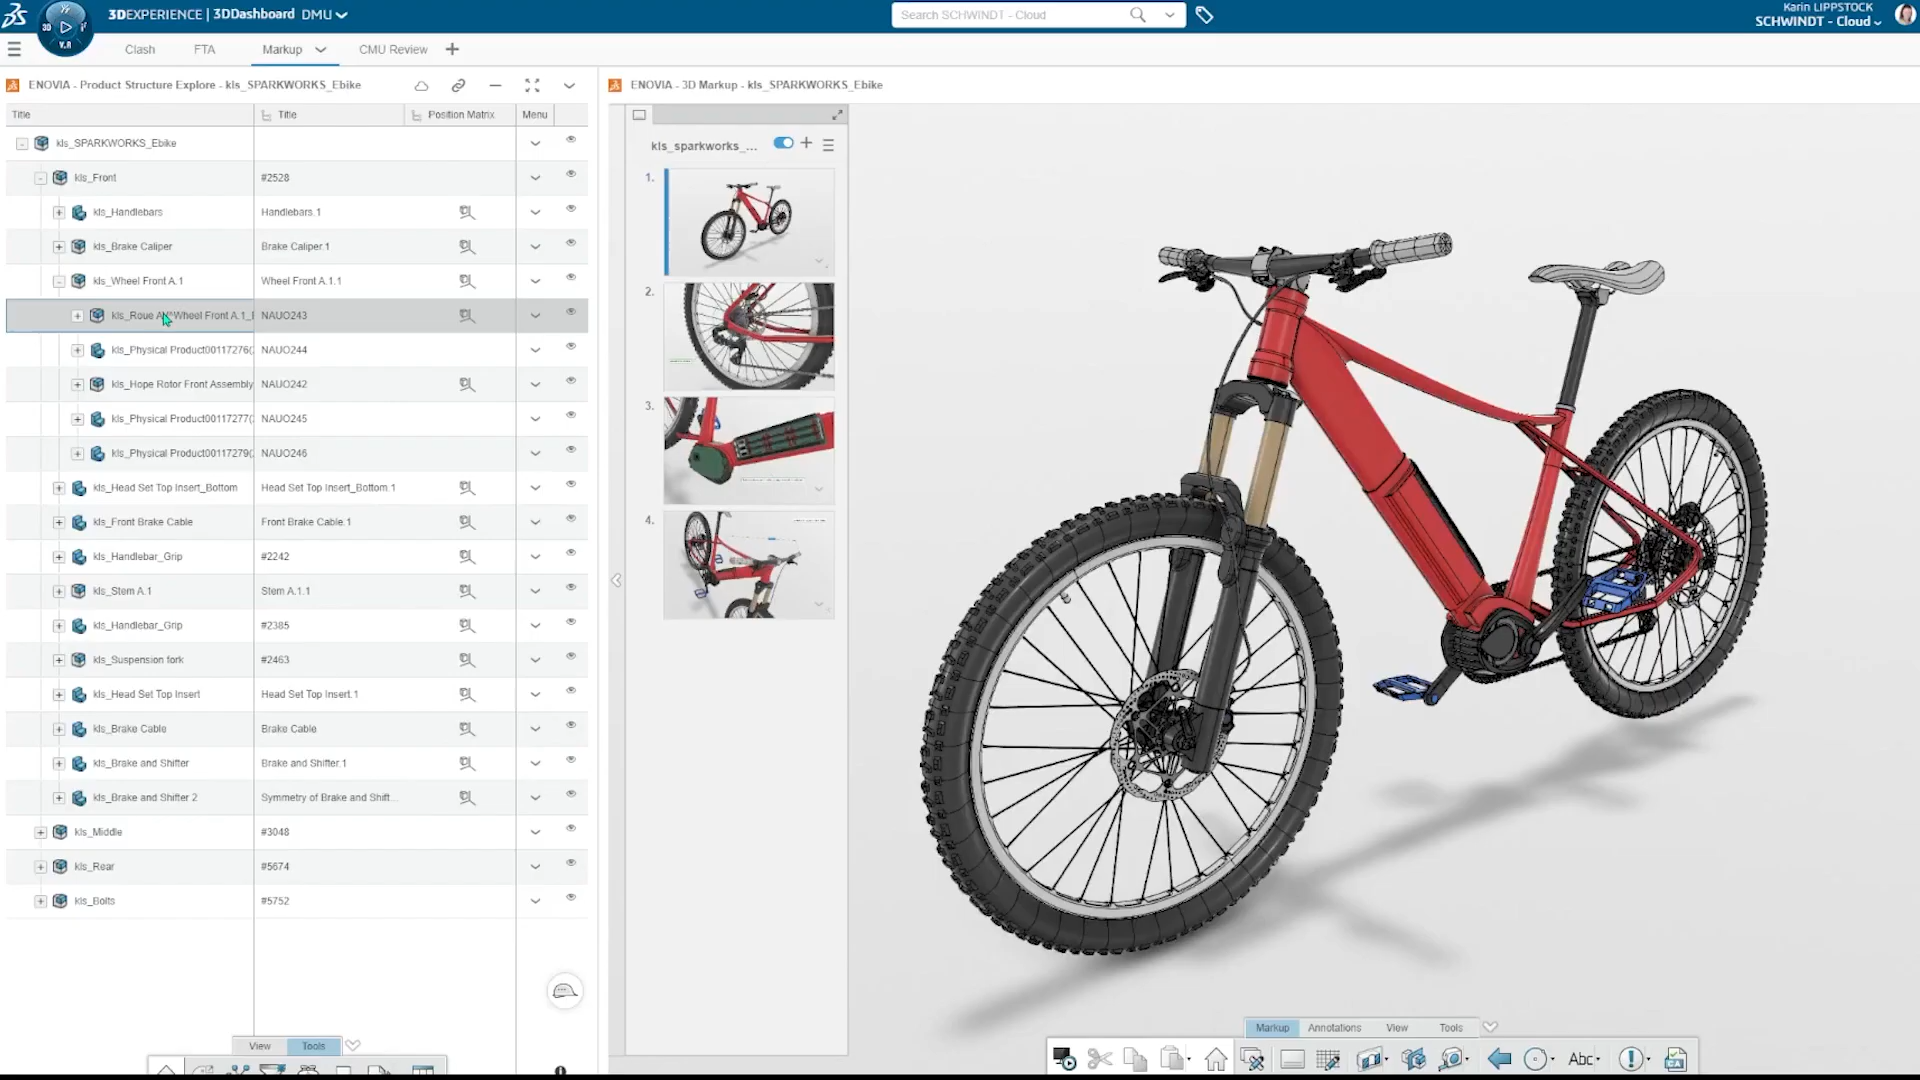 Karin LIPPSTOCK
3DEXPERIENCE | 3DDashboard DMU
Search SCHWINDT - Cloud
SCHWINDT - Cloud
3D
V.R
Clash FTA Markup CMU Review
ENOVIA - Product Structure Explore - kls_SPARKWORKS_Ebike
ENOVIA - 3D Markup - kls_SPARKWORKS_Ebike
Title Title Position Matrix Menu
kls_SPARKWORKS_Ebike
kls_Front #2528
kls_Handlebars Handlebars.1
kls_Brake Caliper Brake Caliper.1
kls_Wheel Front A.1 Wheel Front A.1.1
kls_Roue Wheel Front A.1_ NAUO243
kls_Physical Product00117276( NAUO244
kls_Hope Rotor Front Assembly NAUO242
kls_Physical Product00117277( NAUO245
kls_Physical Product00117279( NAUO246
kls_Head Set Top Insert_Bottom Head Set Top Insert_Bottom.1
kls_Front Brake Cable Front Brake Cable.1
kls_Handlebar_Grip #2242
kls_Stem A.1 Stem A.1.1
kls_Handlebar_Grip #2385
kls_Suspension fork #2463
kls_Head Set Top Insert Head Set Top Insert.1
kls_Brake Cable Brake Cable
kls_Brake and Shifter Brake and Shifter.1
kls_Brake and Shifter 2 Symmetry of Brake and Shift...
kls_Middle #3048
kls_Rear #5674
kls_Bolts #5752
View Tools
kls_sparkworks_...
1.
2.
3.
4.
Markup Annotations View Tools
Abc